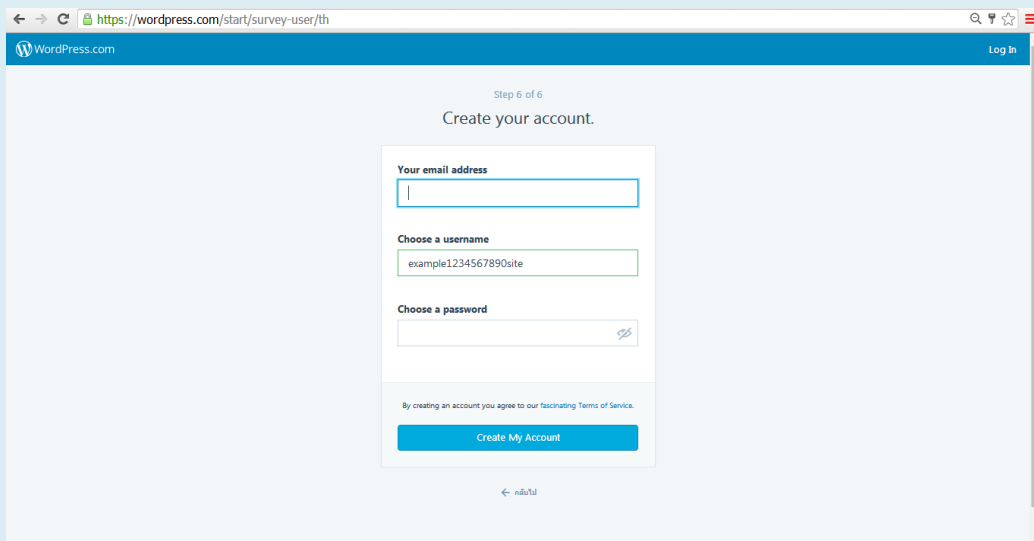 https://wordpress.com/start/survey-user/th
WordPress.com
Log In
Step 6 of 6
Create your account.
Your email address
Choose a username
example1234567890site
Choose a password
By creating an account you agree to our fascinating Terms of Service.
Create My Account
← กลับไป